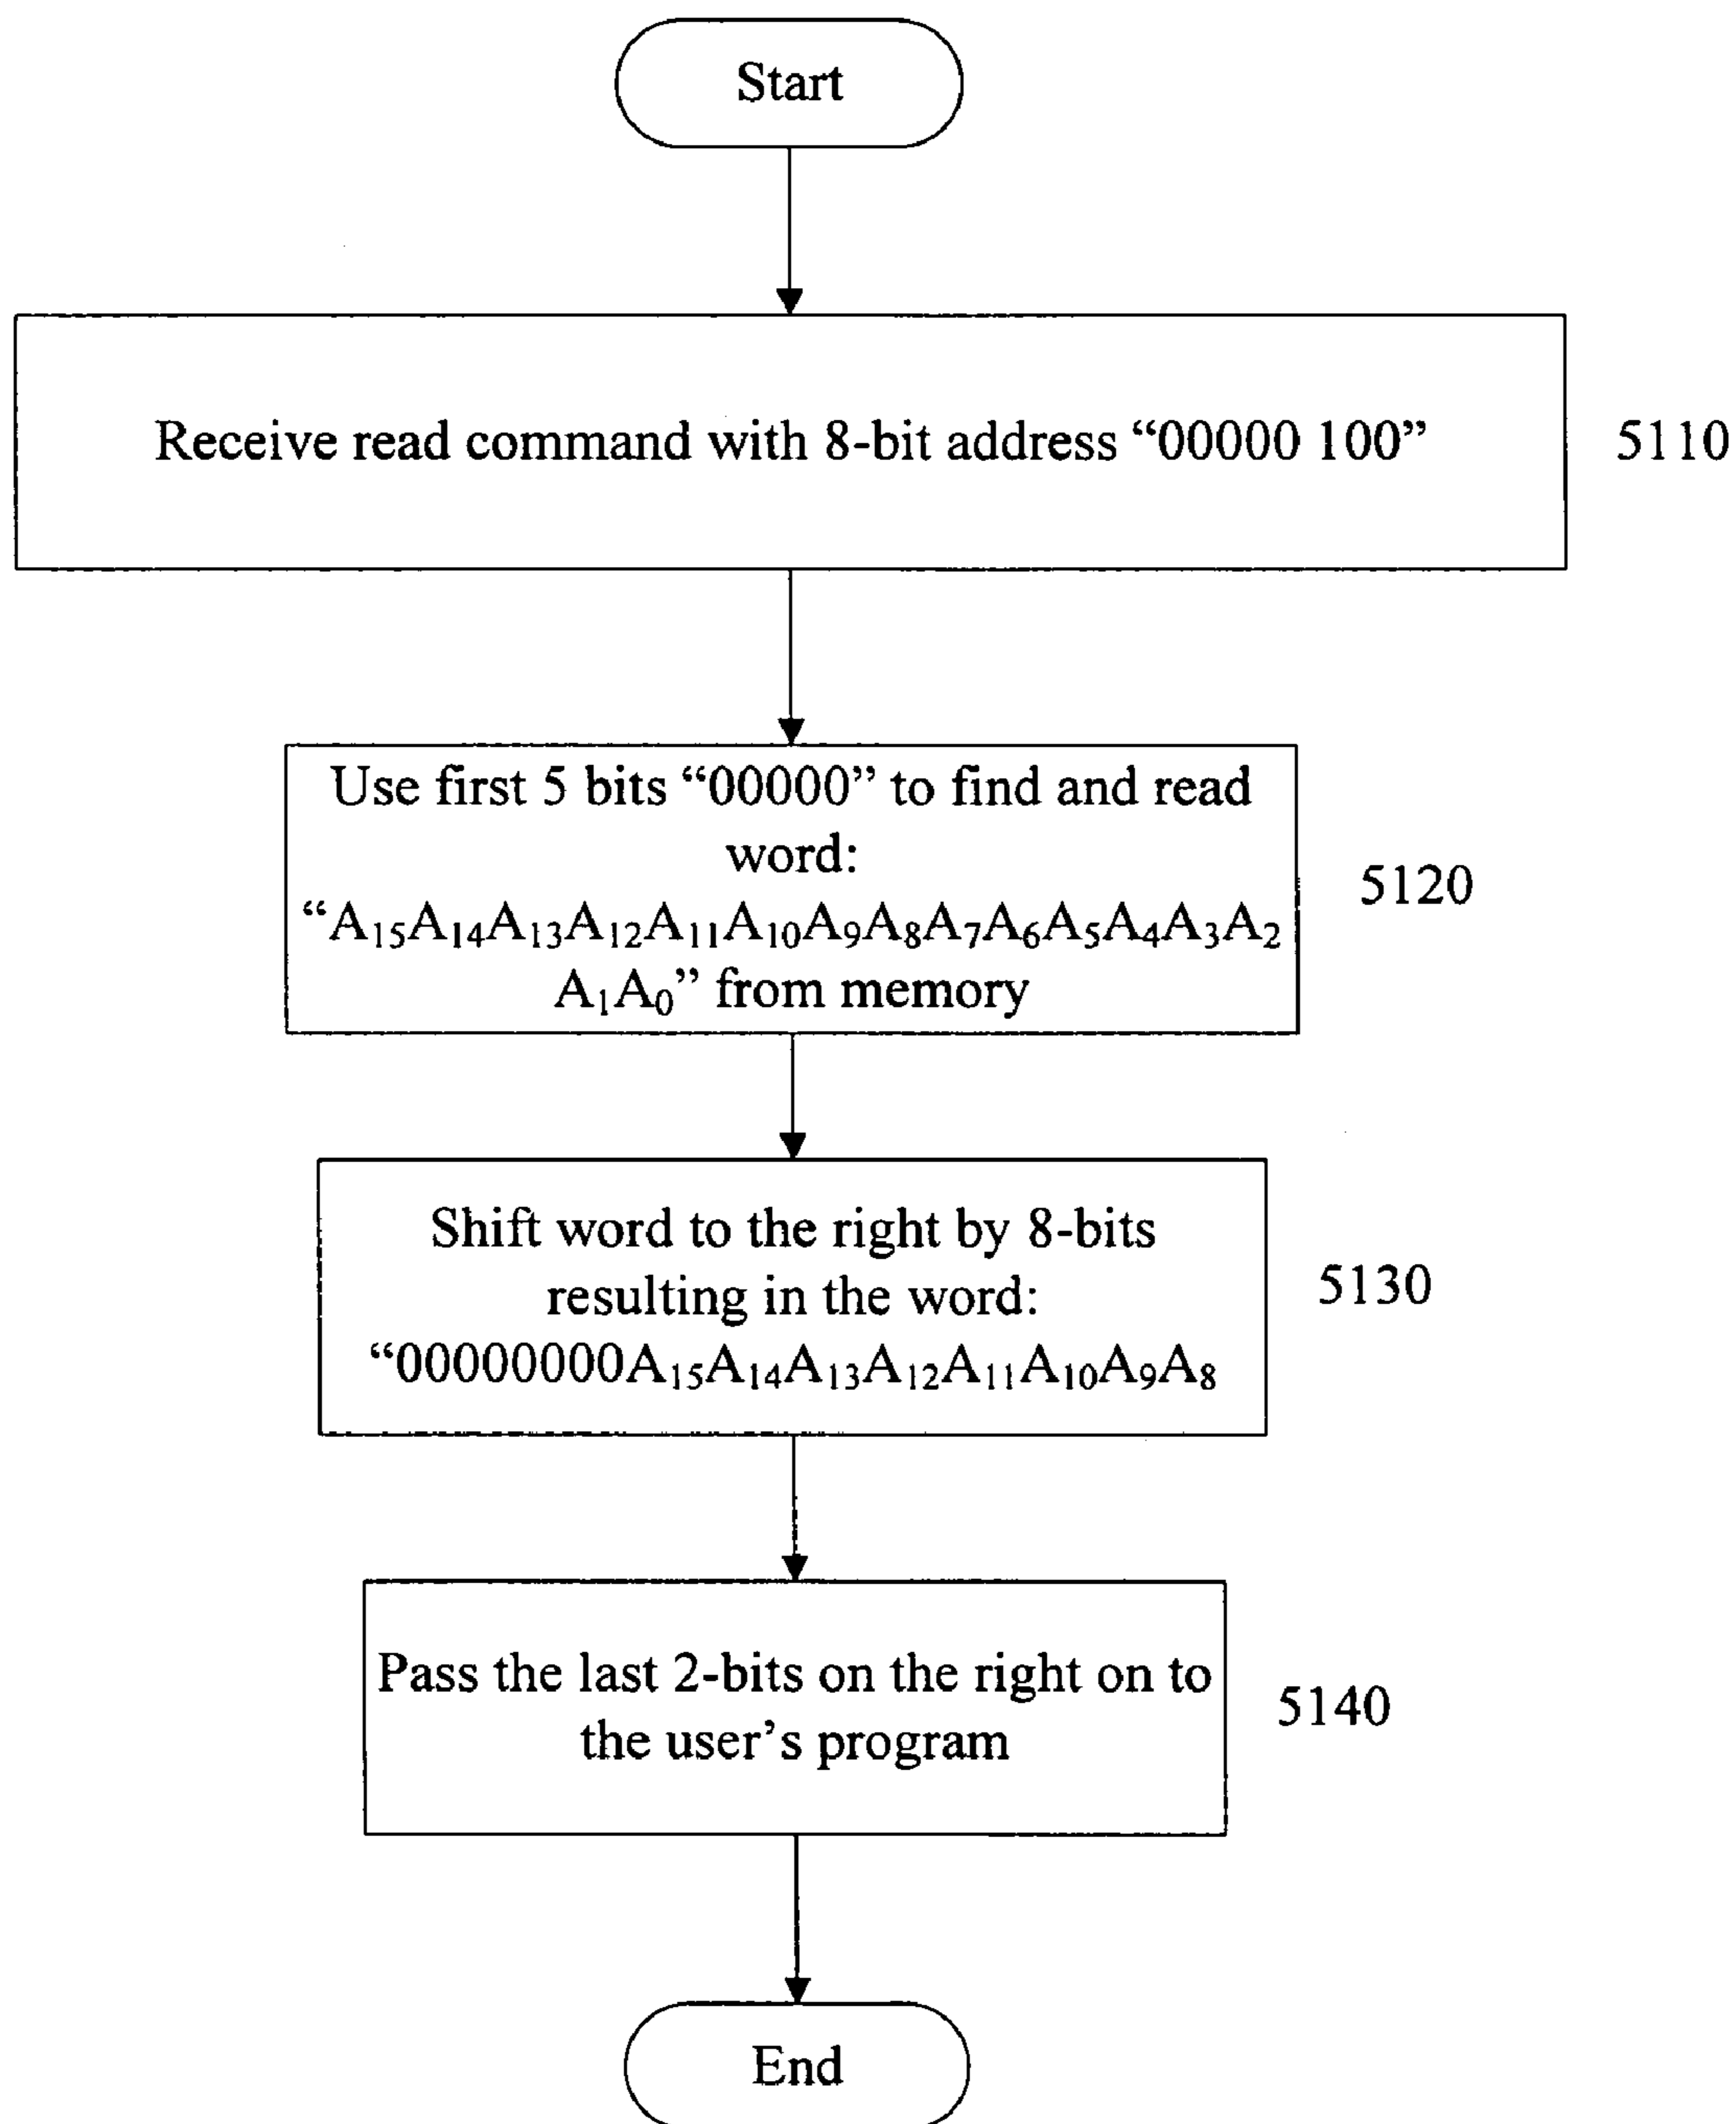 Start
Receive read command with 8-bit address “00000 100”
5110
Use first 5 bits “00000” to find and read
word:
“A₁₅A₁₄A₁₃A₁₂A₁₁A₁₀A₉A₈A₇A₆A₅A₄A₃A₂
A₁A₀” from memory
5120
Shift word to the right by 8-bits
resulting in the word:
“00000000A₁₅A₁₄A₁₃A₁₂A₁₁A₁₀A₉A₈
5130
Pass the last 2-bits on the right on to
the user’s program
5140
End